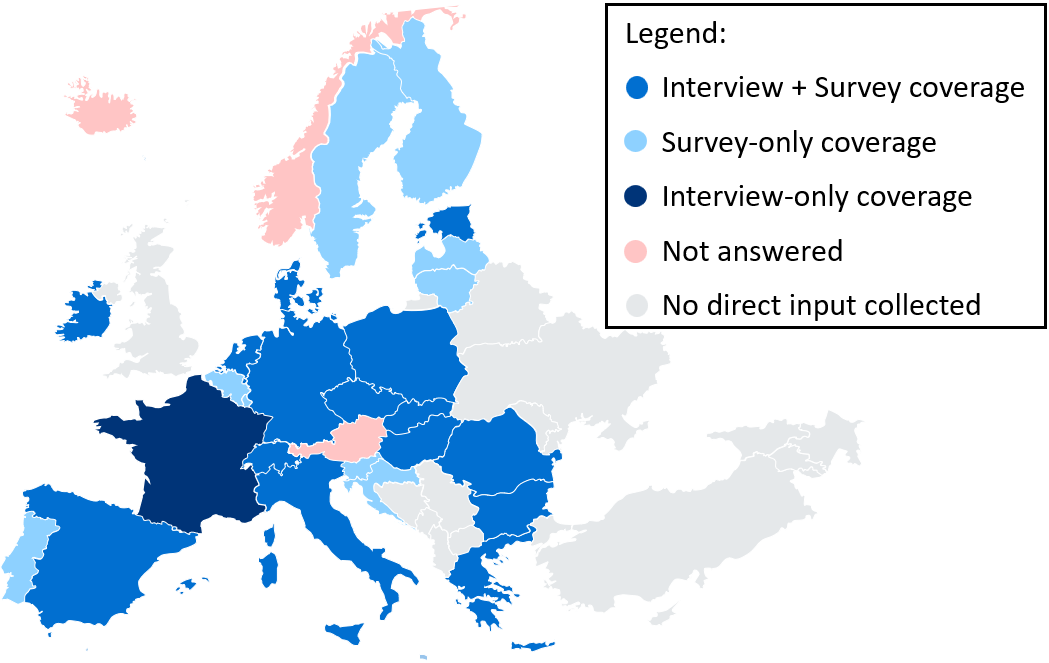 Legend:
Interview + Survey coverage
Survey-only coverage
Interview-only coverage
Not answered
No direct input collected